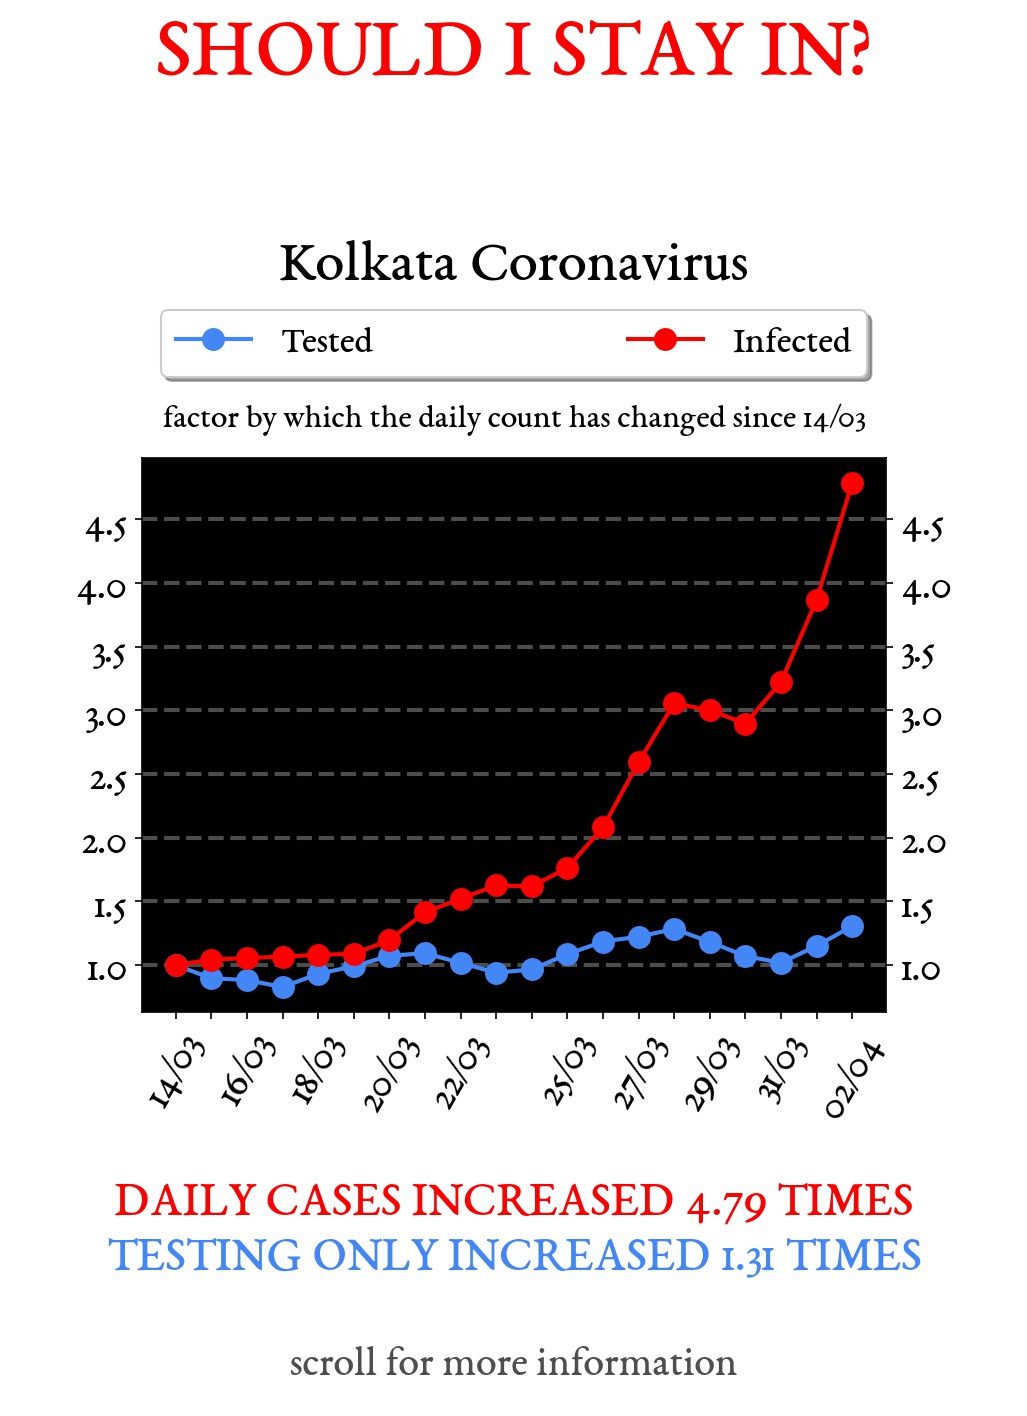 SHOULD I STAY IN?
Kolkata Coronavirus
Tested Infected
factor by which the daily count has changed since 14/03
4.5 4.5
4.0 4.0
3.5 3.5
3.0 3.0
2.5 2.5
2.0 2.0
1.5 1.5
1.0 1.0
14/03 16/03 18/03 20/03 22/03 25/03 27/03 29/03 31/03 02/04
DAILY CASES INCREASED 4.79 TIMES
TESTING ONLY INCREASED 1.31 TIMES
scroll for more information